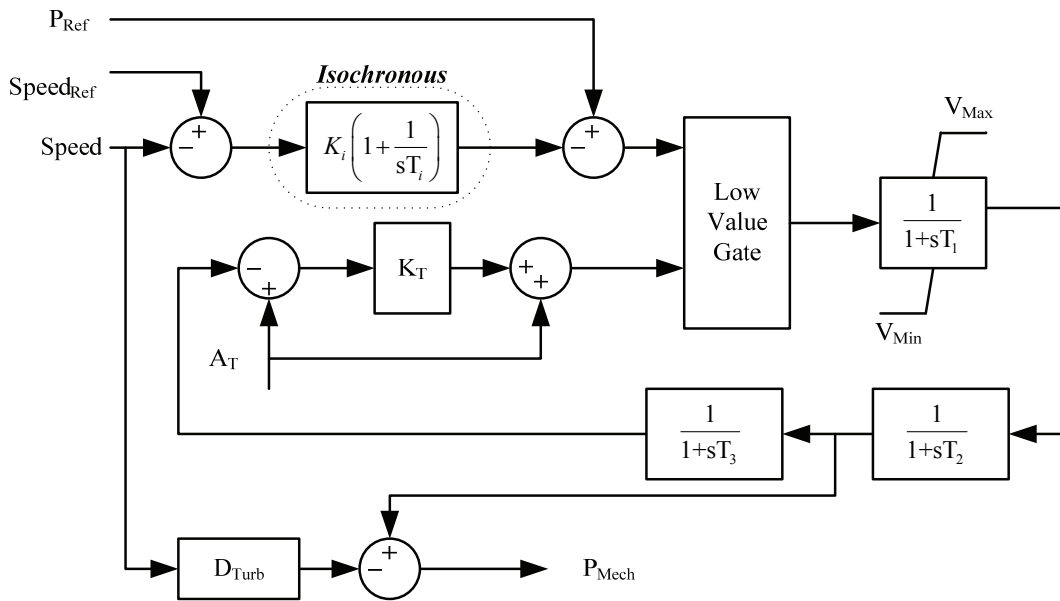 P_Ref
Speed_Ref
Isochronous
Speed
+
−
K_i(1+1/sT_i)
+
−
Low
Value
Gate
V_Max
1/1+sT_1
V_Min
−
+
K_T
+
+
A_T
1/1+sT_3
1/1+sT_2
D_Turb
+
−
P_Mech